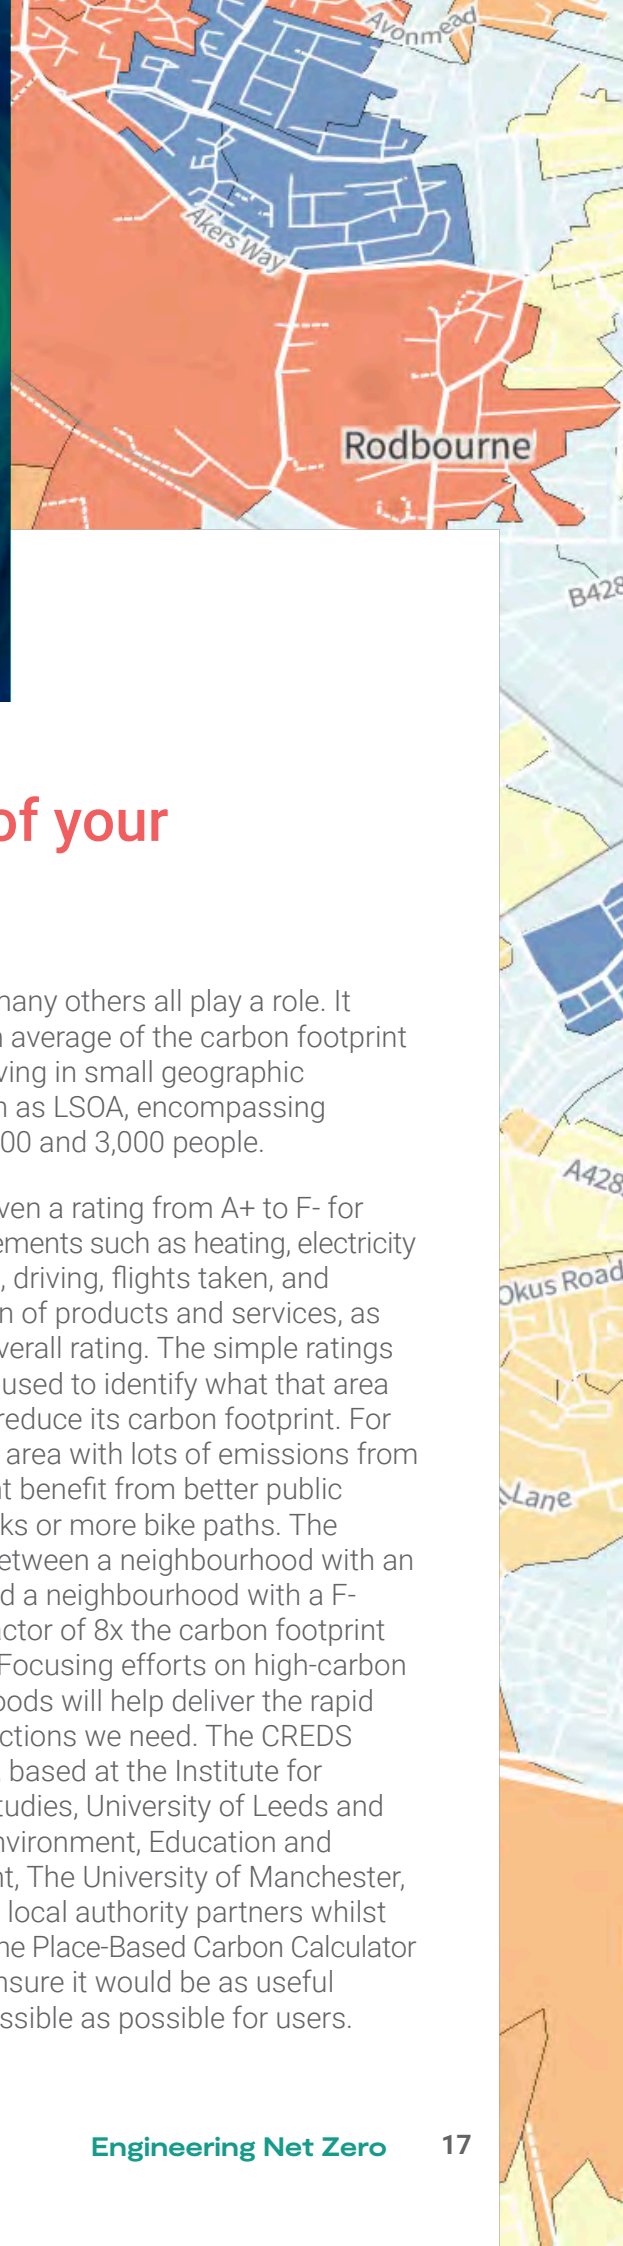 Avonmead
Akers Way
Rodbourne
B428
of your
many others all play a role. It
average of the carbon footprint
ving in small geographic
as LSOA, encompassing
00 and 3,000 people.
ven a rating from A+ to F- for
ements such as heating, electricity
, driving, flights taken, and
n of products and services, as
verall rating. The simple ratings
used to identify what that area
reduce its carbon footprint. For
area with lots of emissions from
t benefit from better public
ks or more bike paths. The
etween a neighbourhood with an
d a neighbourhood with a F-
actor of 8x the carbon footprint
Focusing efforts on high-carbon
oods will help deliver the rapid
ctions we need. The CREDS
based at the Institute for
tudies, University of Leeds and
nvironment, Education and
nt, The University of Manchester,
local authority partners whilst
he Place-Based Carbon Calculator
nsure it would be as useful
ssible as possible for users.
A428
Okus Road
Lane
Engineering Net Zero 17